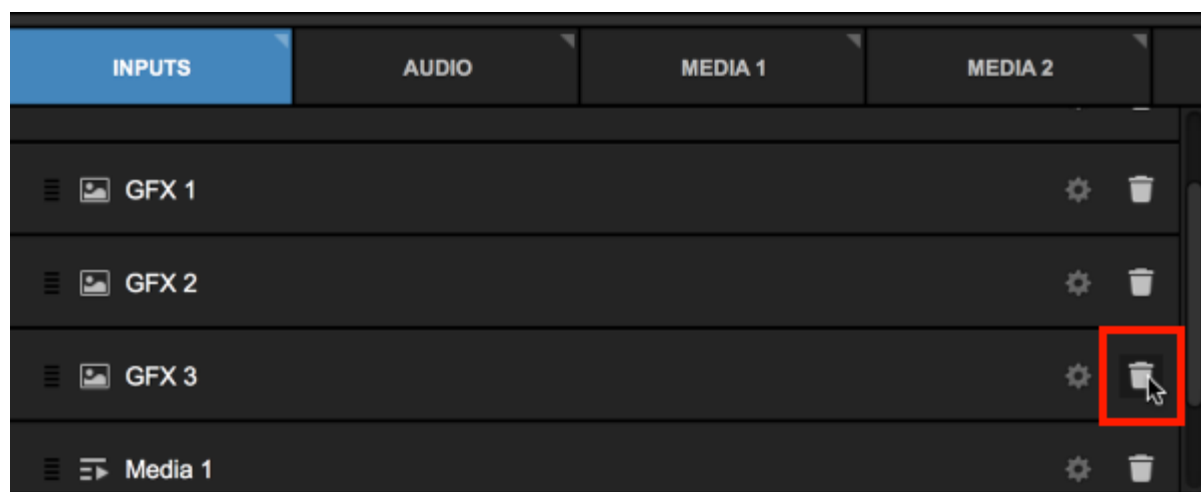 INPUTS AUDIO MEDIA 1 MEDIA 2
GFX 1
GFX 2
GFX 3
Media 1